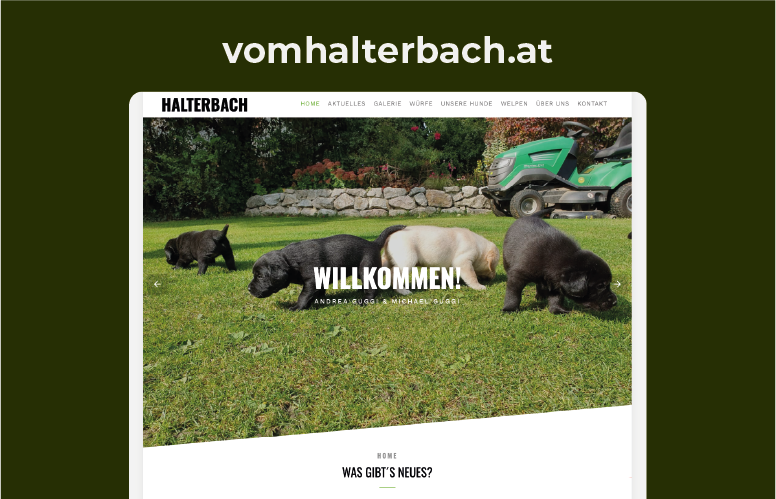 vomhalterbach.at
HALTERBACH
HOME AKTUELLES GALERIE WÜRFE UNSERE HUNDE WELPEN ÜBER UNS KONTAKT
WILLKOMMEN!
ANDREA GUGGI & MICHAEL GUGGI
HOME
WAS GIBT'S NEUES?